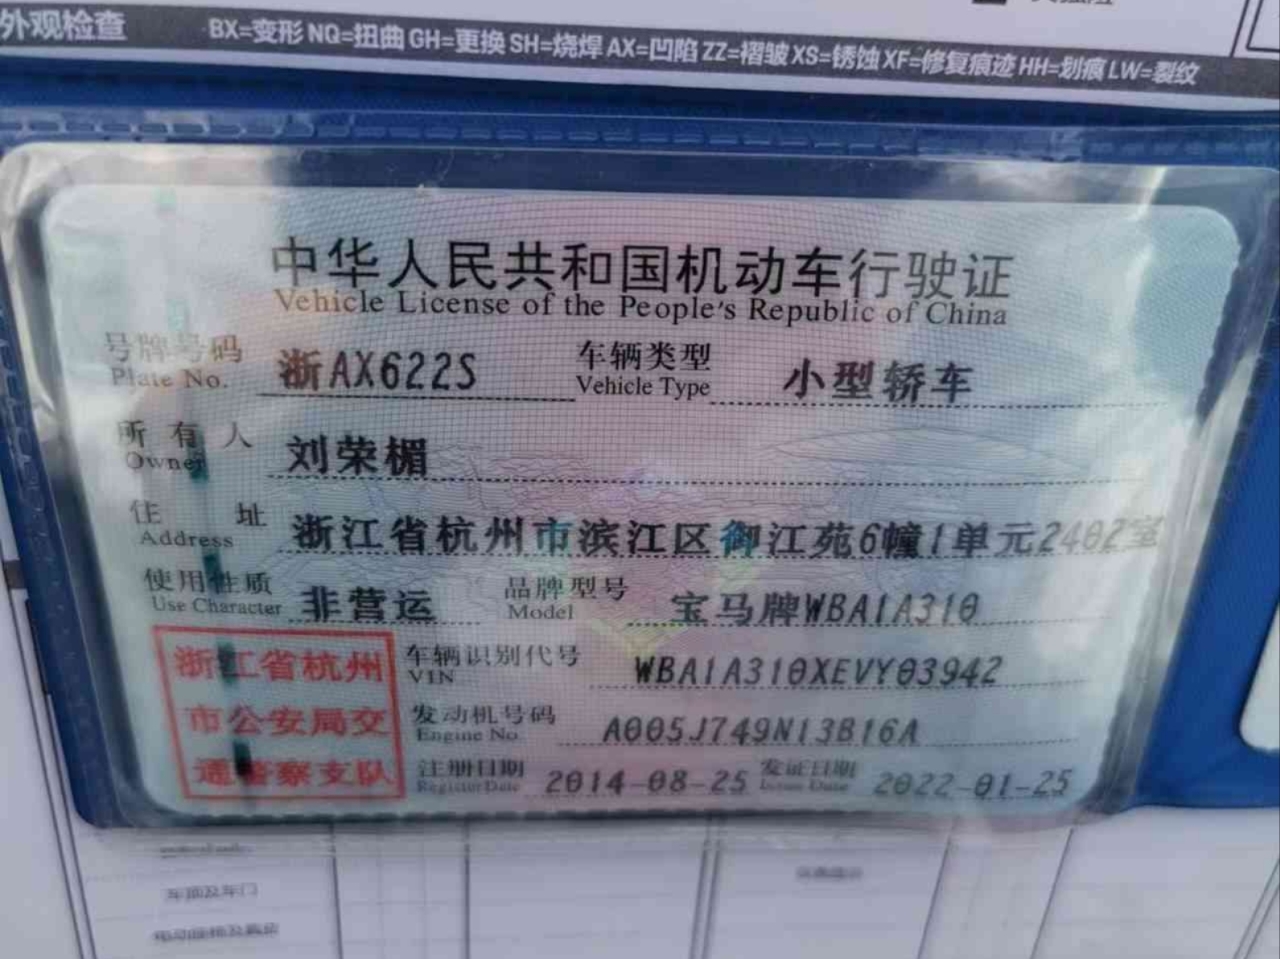 外观检查 BX=变形 NQ=扭曲 GH=更换 SH=烧焊 AX=凹陷 ZZ=褶皱 XS=锈蚀 XF=修复痕迹 HH=划痕 LW=裂纹
中华人民共和国机动车行驶证
Vehicle License of the People's Republic of China
号牌号码 浙AX622S 车辆类型 小型轿车
Plate No. Vehicle Type
所有人 刘荣楣
Owner
住址 浙江省杭州市滨江区御江苑6幢1单元2402室
Address
使用性质 非营运 品牌型号 宝马牌WBA1A310
Use Character Model
浙江省杭州 车辆识别代号 WBA1A310XEVY03942
VIN
市公安局交 发动机号码 A005J749N13B16A
Engine No.
通警察支队 注册日期 2014-08-25 发证日期 2022-01-25
Register Date Issue Date
车顶及车门